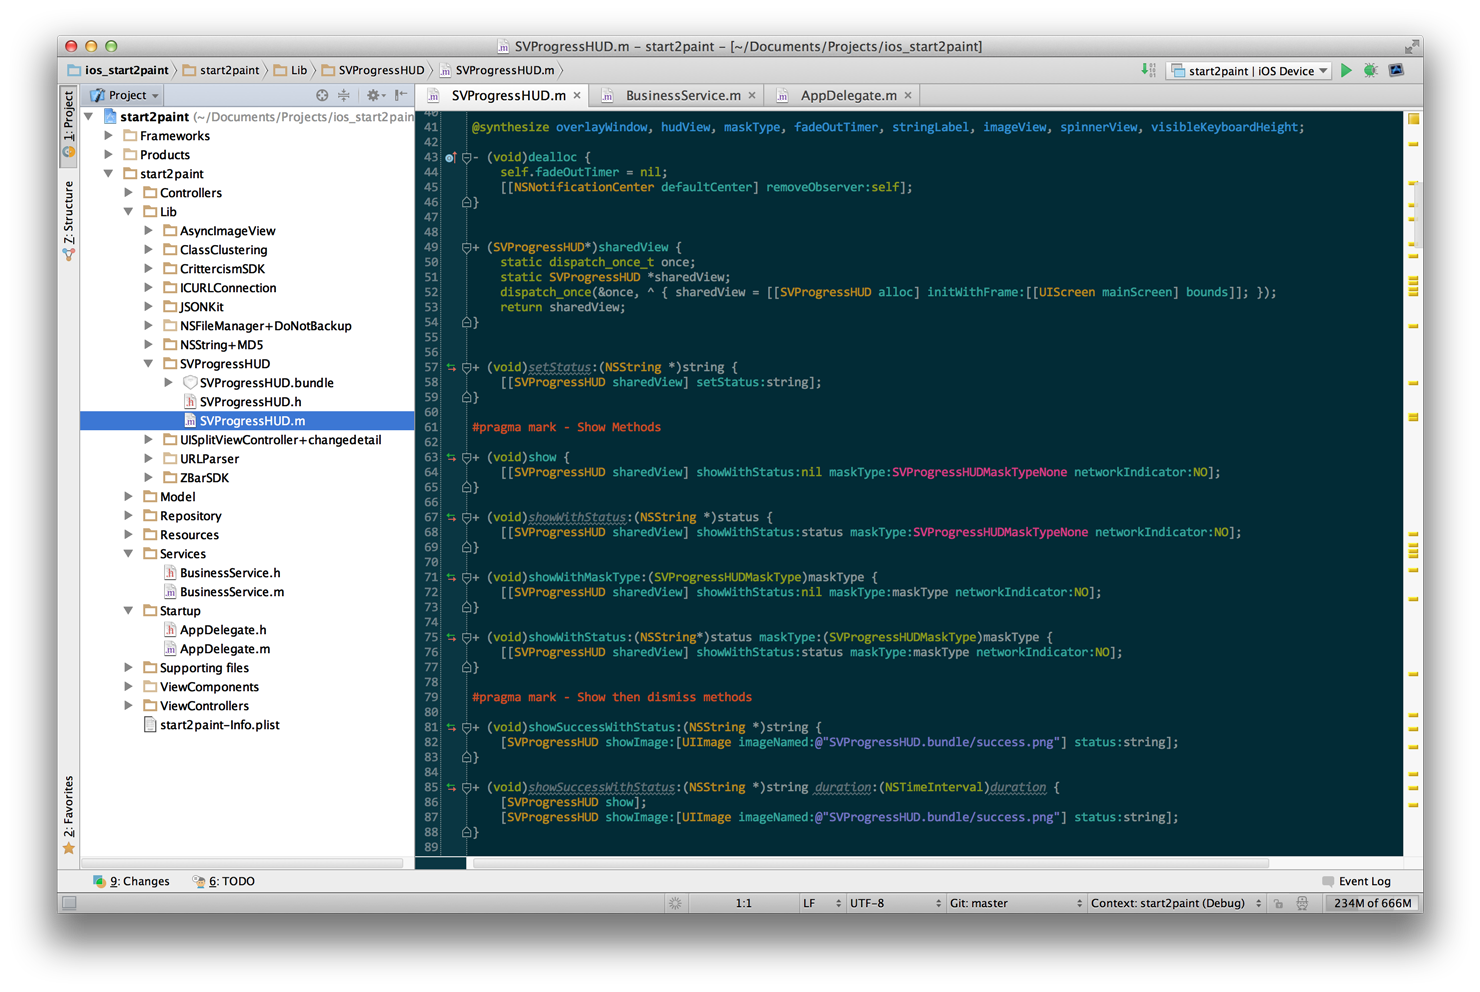 SVProgressHUD.m – start2paint – [~/Documents/Projects/ios_start2paint]
ios_start2paint start2paint Lib SVProgressHUD SVProgressHUD.m start2paint | iOS Device
1: Project
Z: Structure
2: Favorites
Project
SVProgressHUD.m BusinessService.m AppDelegate.m
start2paint (~/Documents/Projects/ios_start2pain
Frameworks
Products
start2paint
Controllers
Lib
AsyncImageView
ClassClustering
CrittercismSDK
ICURLConnection
JSONKit
NSFileManager+DoNotBackup
NSString+MD5
SVProgressHUD
SVProgressHUD.bundle
SVProgressHUD.h
SVProgressHUD.m
UISplitViewController+changedetail
URLParser
ZBarSDK
Model
Repository
Resources
Services
BusinessService.h
BusinessService.m
Startup
AppDelegate.h
AppDelegate.m
Supporting files
ViewComponents
ViewControllers
start2paint-Info.plist
40
41 @synthesize overlayWindow, hudView, maskType, fadeOutTimer, stringLabel, imageView, spinnerView, visibleKeyboardHeight;
42
43 - (void)dealloc {
44 self.fadeOutTimer = nil;
45 [[NSNotificationCenter defaultCenter] removeObserver:self];
46 }
47
48
49 + (SVProgressHUD*)sharedView {
50 static dispatch_once_t once;
51 static SVProgressHUD *sharedView;
52 dispatch_once(&once, ^ { sharedView = [[SVProgressHUD alloc] initWithFrame:[[UIScreen mainScreen] bounds]]; });
53 return sharedView;
54 }
55
56
57 + (void)setStatus:(NSString *)string {
58 [[SVProgressHUD sharedView] setStatus:string];
59 }
60
61 #pragma mark - Show Methods
62
63 + (void)show {
64 [[SVProgressHUD sharedView] showWithStatus:nil maskType:SVProgressHUDMaskTypeNone networkIndicator:NO];
65 }
66
67 + (void)showWithStatus:(NSString *)status {
68 [[SVProgressHUD sharedView] showWithStatus:status maskType:SVProgressHUDMaskTypeNone networkIndicator:NO];
69 }
70
71 + (void)showWithMaskType:(SVProgressHUDMaskType)maskType {
72 [[SVProgressHUD sharedView] showWithStatus:nil maskType:maskType networkIndicator:NO];
73 }
74
75 + (void)showWithStatus:(NSString*)status maskType:(SVProgressHUDMaskType)maskType {
76 [[SVProgressHUD sharedView] showWithStatus:status maskType:maskType networkIndicator:NO];
77 }
78
79 #pragma mark - Show then dismiss methods
80
81 + (void)showSuccessWithStatus:(NSString *)string {
82 [SVProgressHUD showImage:[UIImage imageNamed:@"SVProgressHUD.bundle/success.png"] status:string];
83 }
84
85 + (void)showSuccessWithStatus:(NSString *)string duration:(NSTimeInterval)duration {
86 [SVProgressHUD show];
87 [SVProgressHUD showImage:[UIImage imageNamed:@"SVProgressHUD.bundle/success.png"] status:string];
88 }
89
9: Changes 6: TODO Event Log
1:1 LF UTF-8 Git: master Context: start2paint (Debug) 234M of 666M